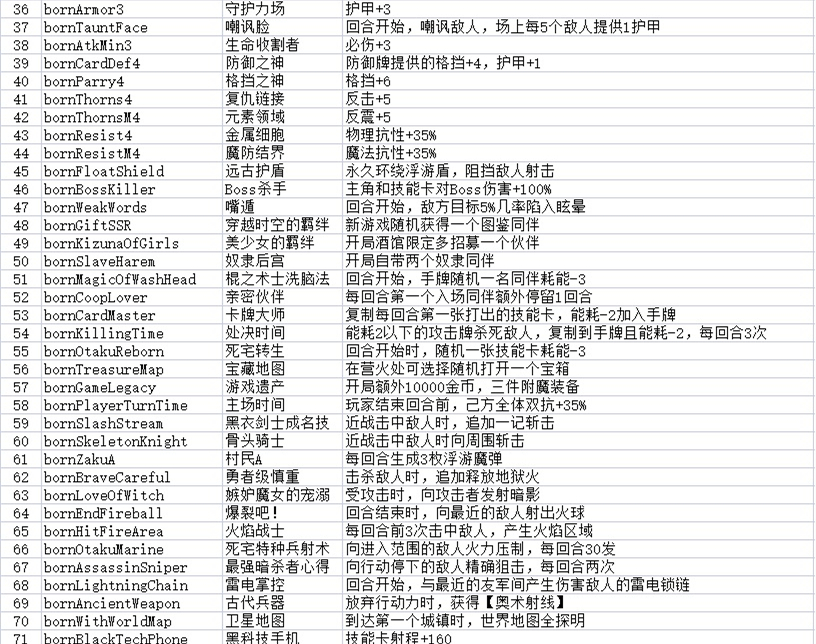 36 bornArmor3 守护力场 护甲+3
37 bornTauntFace 嘲讽脸 回合开始，嘲讽敌人，场上每5个敌人提供1护甲
38 bornAtkMin3 生命收割者 必伤+3
39 bornCardDef4 防御之神 防御牌提供的格挡+4，护甲+1
40 bornParry4 格挡之神 格挡+6
41 bornThorns4 复仇链接 反击+5
42 bornThornsM4 元素领域 反震+5
43 bornResist4 金属细胞 物理抗性+35%
44 bornResistM4 魔防结界 魔法抗性+35%
45 bornFloatShield 远古护盾 永久环绕浮游盾，阻挡敌人射击
46 bornBossKiller Boss杀手 主角和技能卡对Boss伤害+100%
47 bornWeakWords 嘴遁 回合开始，敌方目标5%几率陷入眩晕
48 bornGiftSSR 穿越时空的羁绊 新游戏随机获得一个图鉴同伴
49 bornKizunaOfGirls 美少女的羁绊 开局酒馆限定多招募一个伙伴
50 bornSlaveHarem 奴隶后宫 开局自带两个奴隶同伴
51 bornMagicOfWashHead 棍之术士洗脑法 回合开始，手牌随机一名同伴耗能-3
52 bornCoopLover 亲密伙伴 每回合第一个入场同伴额外停留1回合
53 bornCardMaster 卡牌大师 复制每回合第一张打出的技能卡，能耗-2加入手牌
54 bornKillingTime 处决时间 能耗2以下的攻击牌杀死敌人，复制到手牌且能耗-2，每回合3次
55 bornOtakuReborn 死宅转生 回合开始时，随机一张技能卡耗能-3
56 bornTreasureMap 宝藏地图 在营火处可选择随机打开一个宝箱
57 bornGameLegacy 游戏遗产 开局额外10000金币，三件附魔装备
58 bornPlayerTurnTime 主场时间 玩家结束回合前，己方全体双抗+35%
59 bornSlashStream 黑衣剑士成名技 近战击中敌人时，追加一记斩击
60 bornSkeletonKnight 骨头骑士 近战击中敌人时向周围斩击
61 bornZakuA 村民A 每回合生成3枚浮游魔弹
62 bornBraveCareful 勇者级慎重 击杀敌人时，追加释放地狱火
63 bornLoveOfWitch 嫉妒魔女的宠溺 受攻击时，向攻击者发射暗影
64 bornEndFireball 爆裂吧！ 回合结束时，向最近的敌人射出火球
65 bornHitFireArea 火焰战士 每回合前3次击中敌人，产生火焰区域
66 bornOtakuMarine 死宅特种兵射术 向进入范围的敌人火力压制，每回合30发
67 bornAssassinSniper 最强暗杀者心得 向行动停下的敌人精确狙击，每回合两次
68 bornLightningChain 雷电掌控 回合开始，与最近的友军间产生伤害敌人的雷电锁链
69 bornAncientWeapon 古代兵器 放弃行动力时，获得【奥术射线】
70 bornWithWorldMap 卫星地图 到达第一个城镇时，世界地图全探明
71 bornBlackTechPhone 黑科技手机 技能卡射程+160